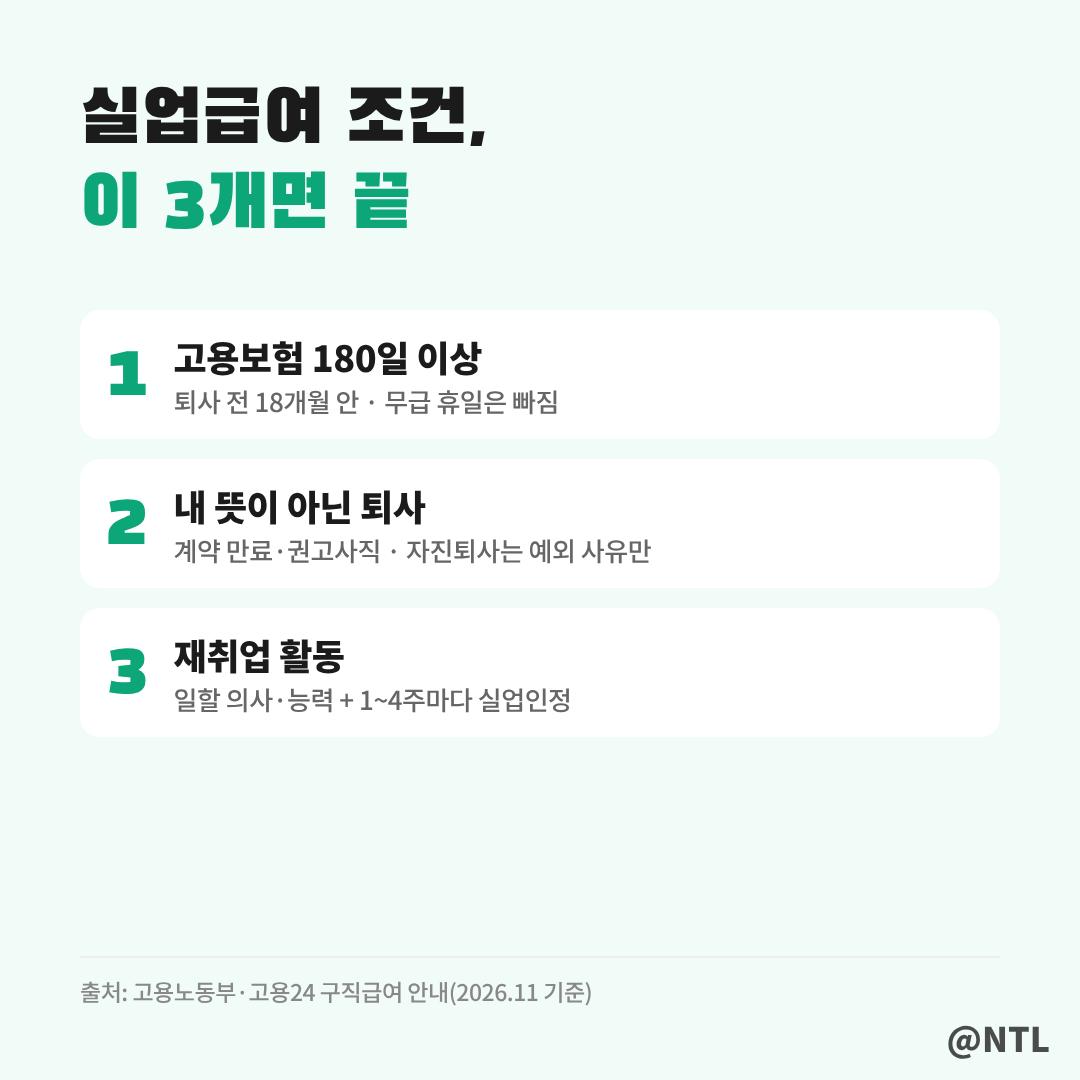 실업급여 조건,
이 3개면 끝
1
고용보험 180일 이상
퇴사 전 18개월 안 · 무급 휴일은 빠짐
2
내 뜻이 아닌 퇴사
계약 만료·권고사직 · 자진퇴사는 예외 사유만
3
재취업 활동
일할 의사·능력 + 1~4주마다 실업인정
출처: 고용노동부·고용24 구직급여 안내(2026.11 기준)
@NTL